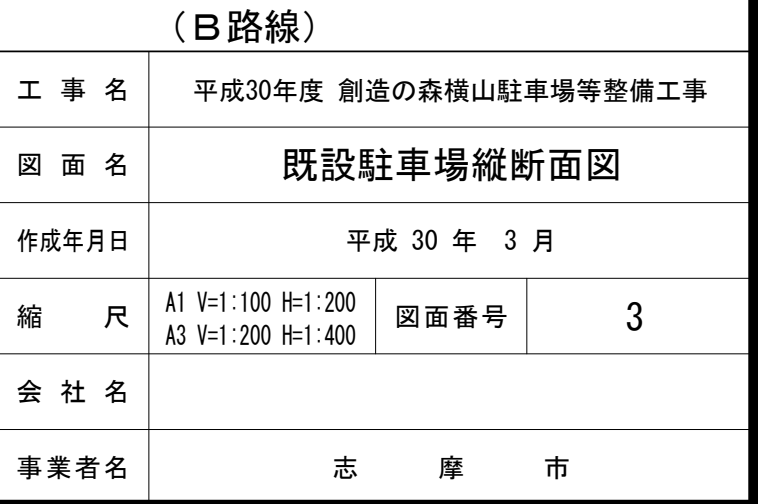 （Ｂ路線）
工事名 平成30年度 創造の森横山駐車場等整備工事
図面名 既設駐車場縦断面図
作成年月日 平成 30 年 3 月
縮尺 A1 V=1:100 H=1:200
A3 V=1:200 H=1:400
図面番号 3
会社名
事業者名 志摩市